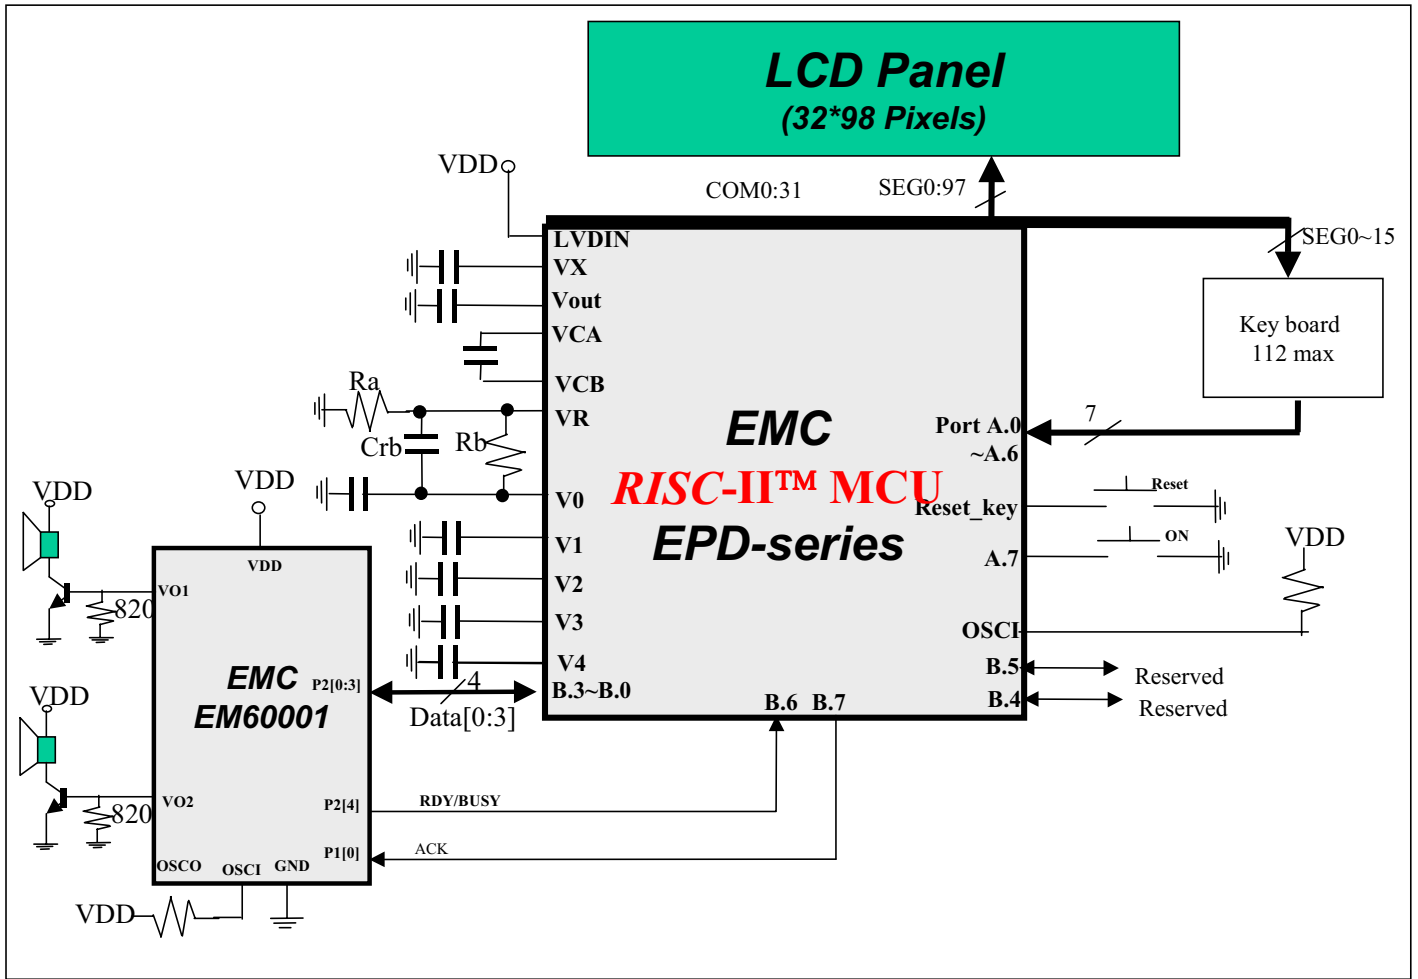 LCD Panel
(32*98 Pixels)
VDD
COM0:31
SEG0:97
SEG0~15
LVDIN
VX
Vout
VCA
VCB
VR
V0
V1
V2
V3
V4
B.3~B.0
Ra
Crb
Rb
Key board
112 max
7
Port A.0
~A.6
EMC
RISC-II™ MCU
EPD-series
Reset_key
Reset
A.7
ON
VDD
OSCI
B.5
Reserved
B.4
Reserved
B.6
B.7
4
Data[0:3]
VDD
VDD
VDD
VO1
820
EMC
EM60001
P2[0:3]
VDD
VO2
820
P2[4]
RDY/BUSY
P1[0]
ACK
OSCO
OSCI
GND
VDD